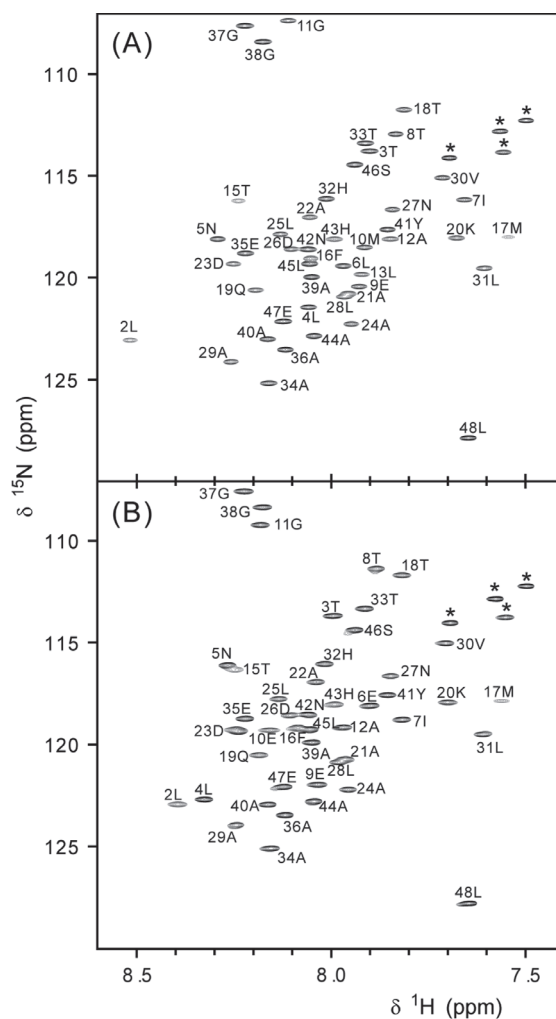 (A)
37G
11G
38G
110
18T
33T
8T
*
*
*
*
3T
46S
115
30V
15T
32H
27N
7I
22A
5N
25L
43H
41Y
35E
26D
42N
10M
12A
20K
17M
16F
23D
45L
6L
13L
31L
120
19Q
39A
9E
28L
21A
47E
4L
24A
2L
40A
44A
29A
36A
34A
125
48L
δ 15N (ppm)
(B)
37G
38G
11G
110
8T
18T
*
*
*
*
3T
33T
46S
115
30V
5N
15T
32H
22A
27N
25L
43H
6E
41Y
20K
17M
26D
42N
35E
23D
10E
16F
45L
12A
7I
31L
120
19Q
39A
28L
21A
47E
9E
24A
2L
4L
40A
44A
29A
36A
34A
125
48L
8.5 8.0 7.5
δ 1H (ppm)
δ 15N (ppm)